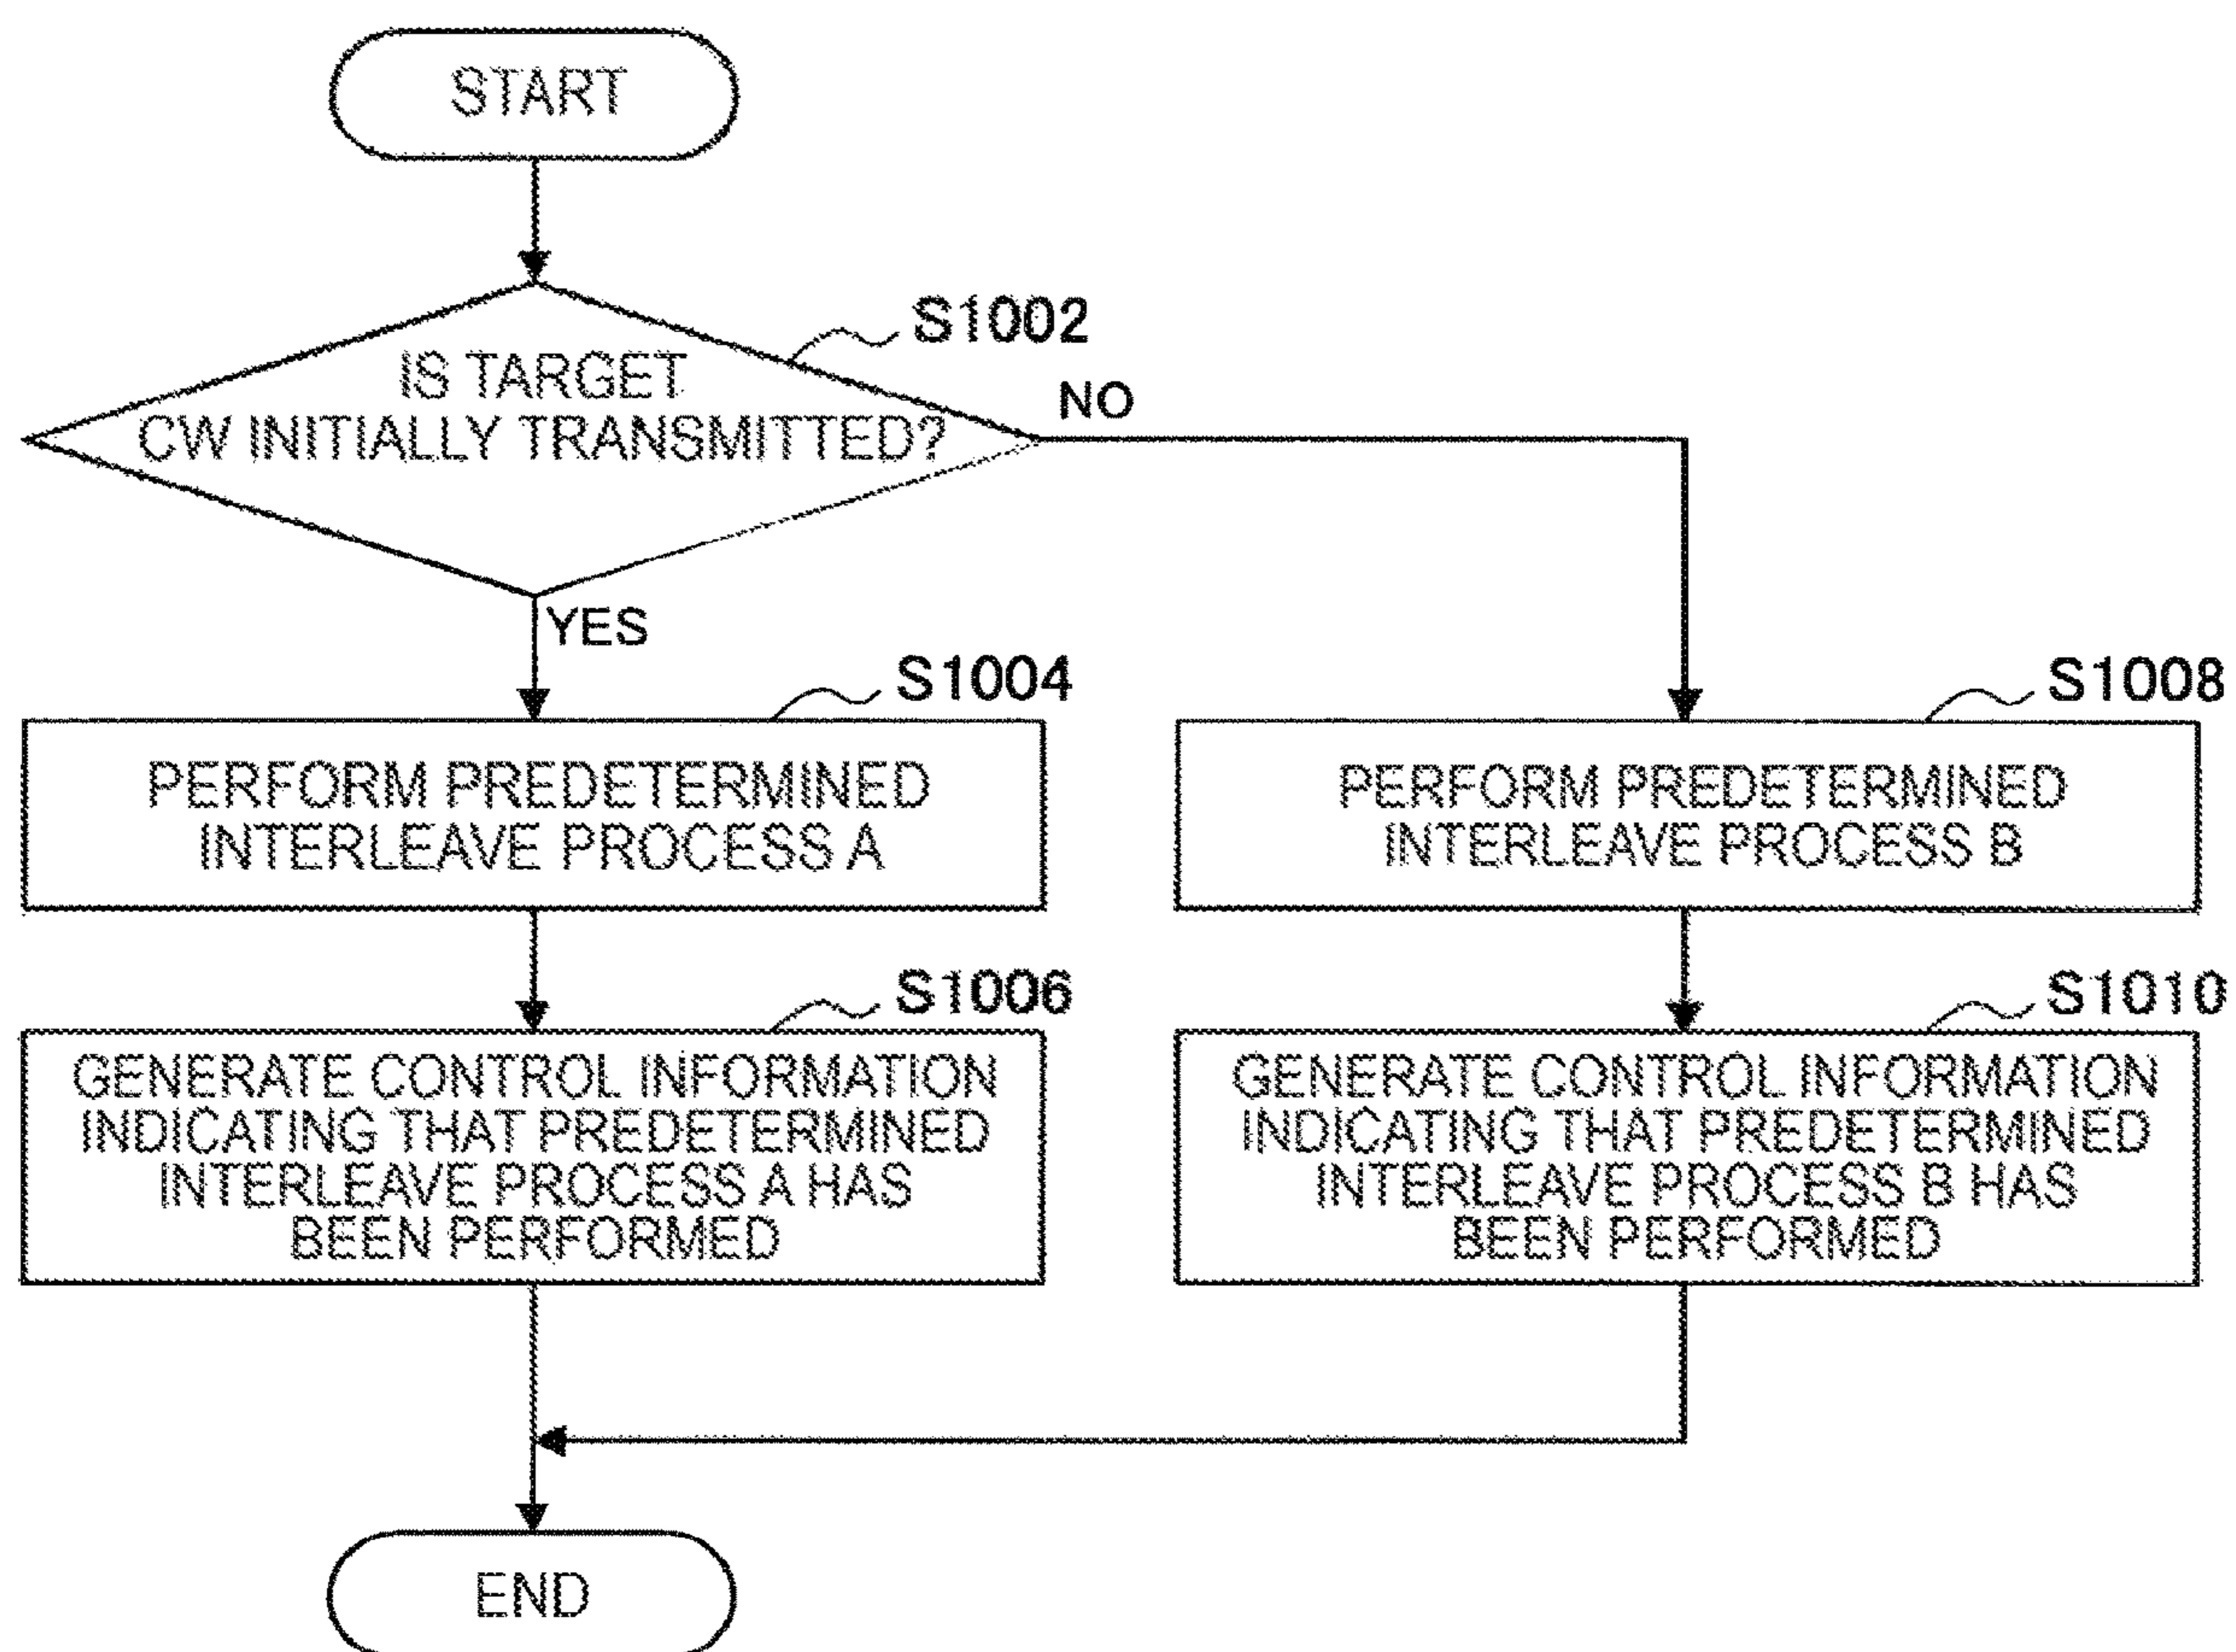 START
S1002
IS TARGET
CW INITIALLY TRANSMITTED?
NO
YES
S1004
PERFORM PREDETERMINED
INTERLEAVE PROCESS A
S1008
PERFORM PREDETERMINED
INTERLEAVE PROCESS B
S1006
GENERATE CONTROL INFORMATION
INDICATING THAT PREDETERMINED
INTERLEAVE PROCESS A HAS
BEEN PERFORMED
S1010
GENERATE CONTROL INFORMATION
INDICATING THAT PREDETERMINED
INTERLEAVE PROCESS B HAS
BEEN PERFORMED
END